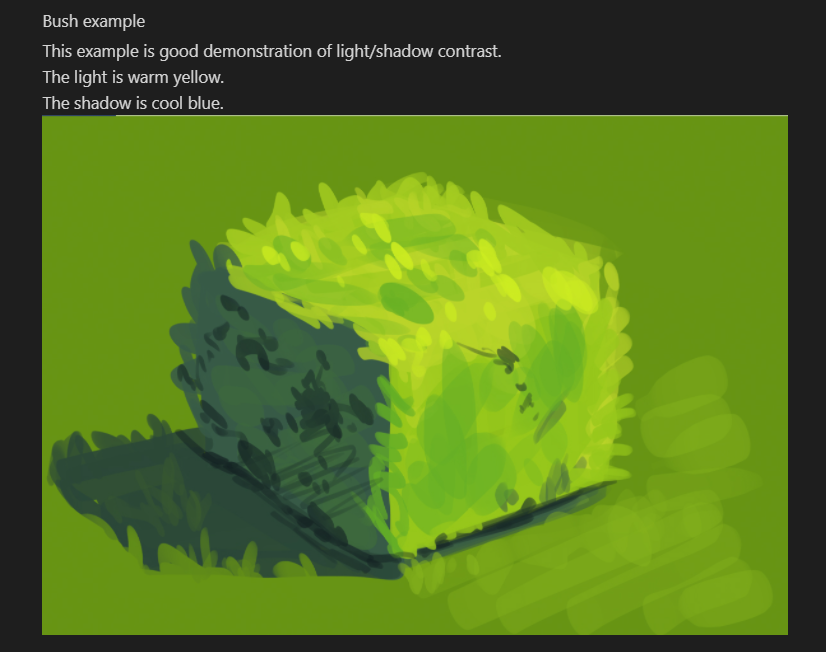 Bush example
This example is good demonstration of light/shadow contrast.
The light is warm yellow.
The shadow is cool blue.